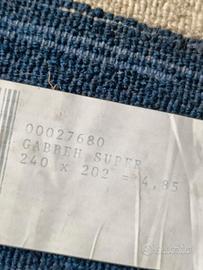 00027680
GABBEH SUPER
240 x 202 = 4,85